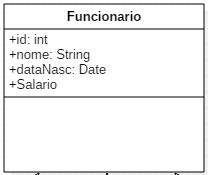 Funcionario
+id: int
+nome: String
+dataNasc: Date
+Salario